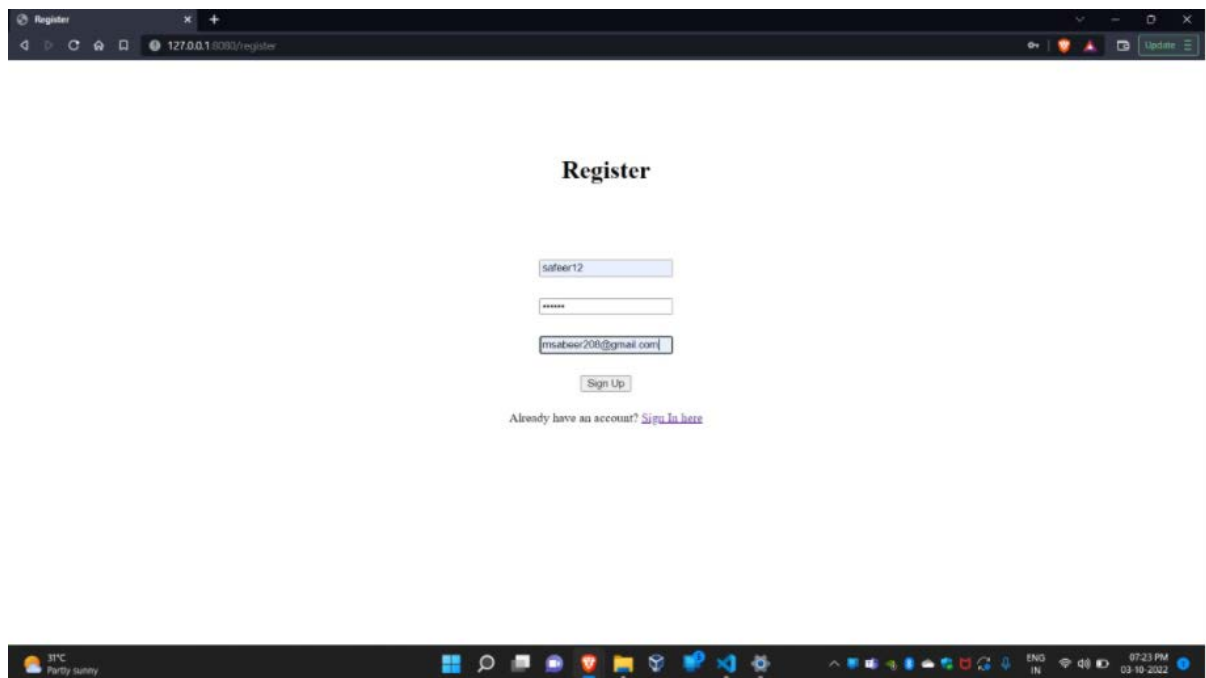 Register
127.0.0.1:8080/register
Update
Register
safeer12
••••••
msabeer208@gmail.com
Sign Up
Already have an account? Sign In here
31°C
Partly sunny
ENG
IN
07:23 PM
03-10-2022